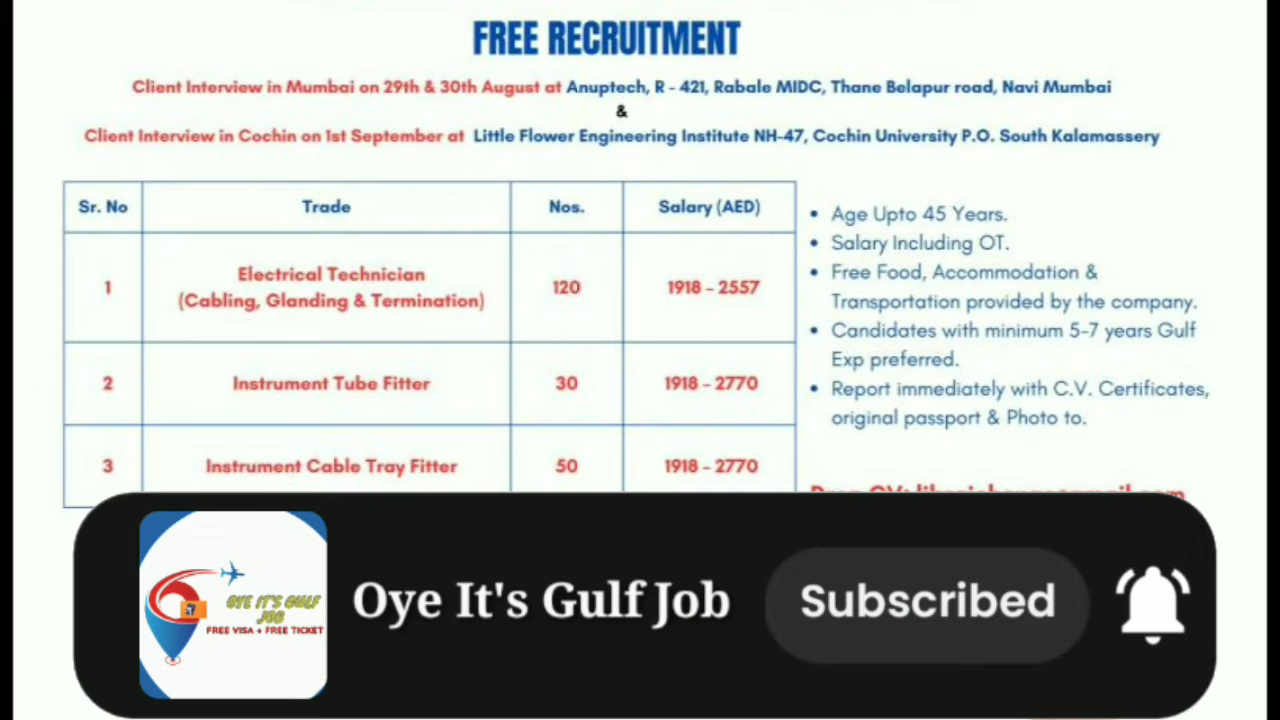 FREE RECRUITMENT
Client Interview in Mumbai on 29th & 30th August at Anuptech, R - 421, Rabale MIDC, Thane Belapur road, Navi Mumbai
&
Client Interview in Cochin on 1st September at Little Flower Engineering Institute NH-47, Cochin University P.O. South Kalamassery
Sr. No Trade Nos. Salary (AED)
1 Electrical Technician (Cabling, Glanding & Termination) 120 1918 – 2557
2 Instrument Tube Fitter 30 1918 – 2770
3 Instrument Cable Tray Fitter 50 1918 – 2770
• Age Upto 45 Years.
• Salary Including OT.
• Free Food, Accommodation &
Transportation provided by the company.
• Candidates with minimum 5-7 years Gulf
Exp preferred.
• Report immediately with C.V. Certificates,
original passport & Photo to.
OYE IT'S GULF
JOB
FREE VISA + FREE TICKET
Oye It's Gulf Job
Subscribed